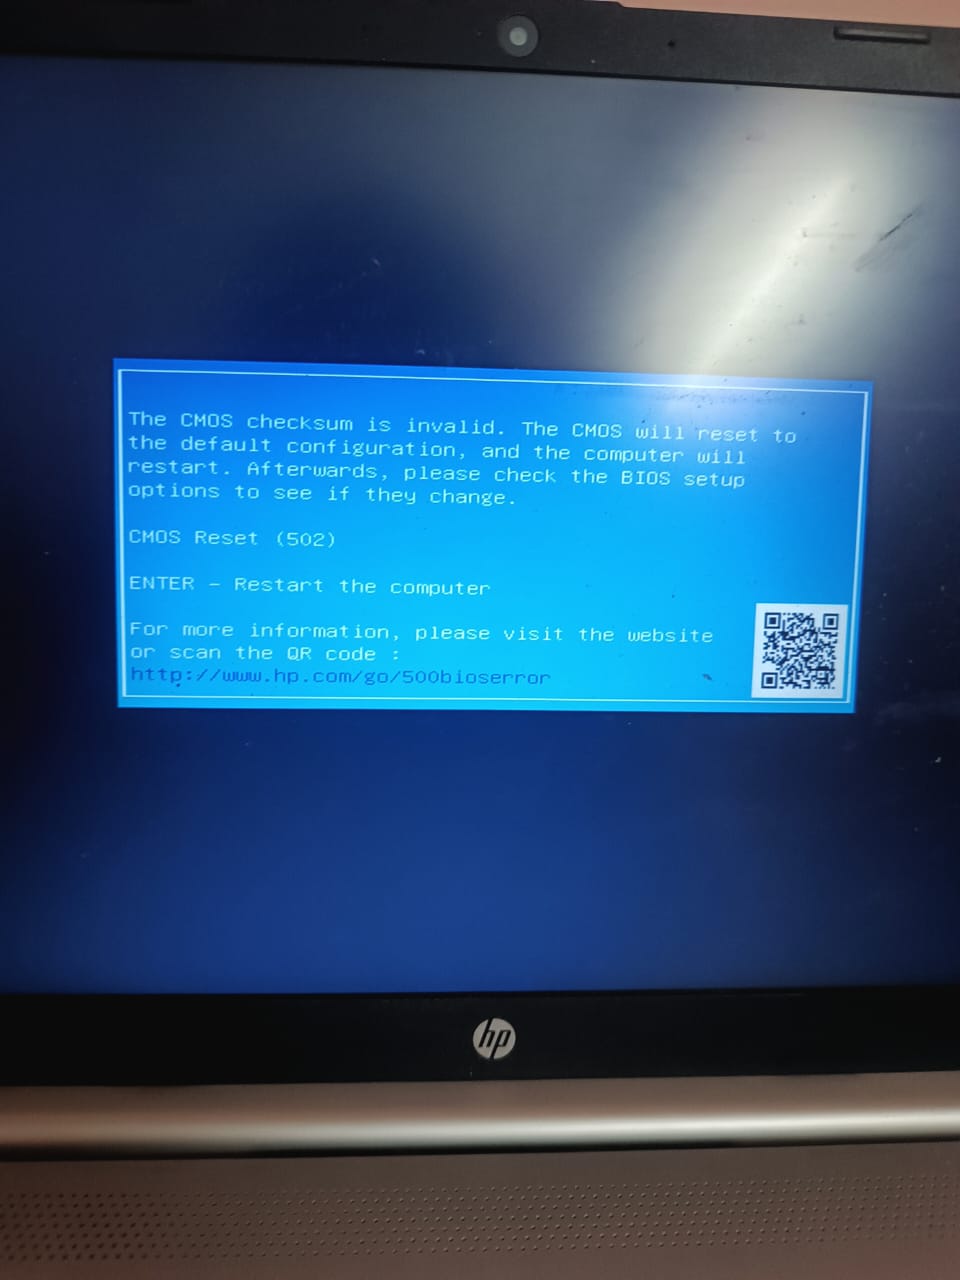 The CMOS checksum is invalid. The CMOS will reset to
the default configuration, and the computer will
restart. Afterwards, please check the BIOS setup
options to see if they change.
CMOS Reset (502)
ENTER - Restart the computer
For more information, please visit the website
or scan the QR code :
http://www.hp.com/go/500bioserror
hp